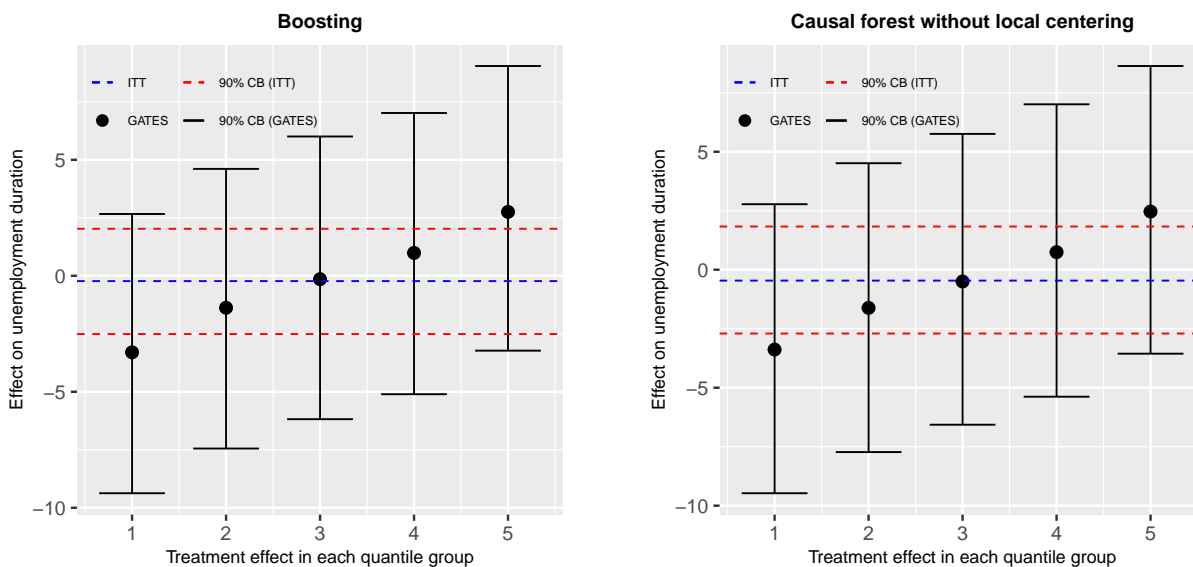 Boosting
ITT
90% CB (ITT)
GATES
90% CB (GATES)
Effect on unemployment duration
5
0
−5
−10
1 2 3 4 5
Treatment effect in each quantile group
Causal forest without local centering
ITT
90% CB (ITT)
GATES
90% CB (GATES)
Effect on unemployment duration
5
0
−5
−10
1 2 3 4 5
Treatment effect in each quantile group